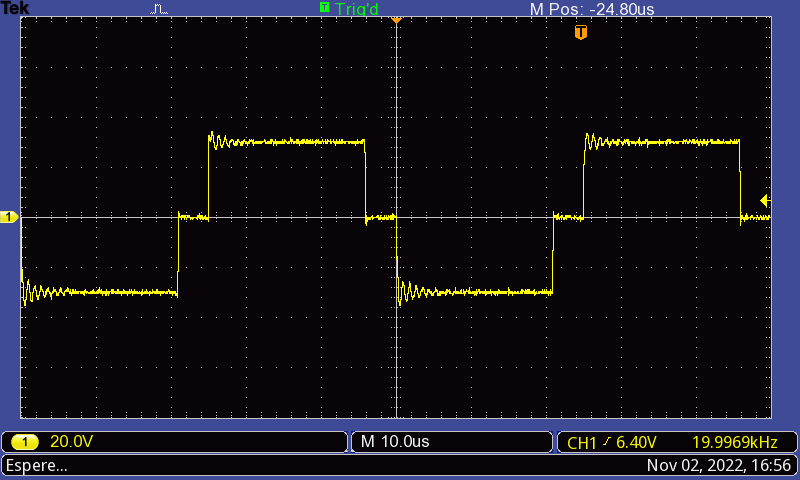 Tek T Trig'd M Pos: -24.80us
T
1
1 20.0V M 10.0us CH1 6.40V 19.9969kHz
Espere... Nov 02, 2022, 16:56